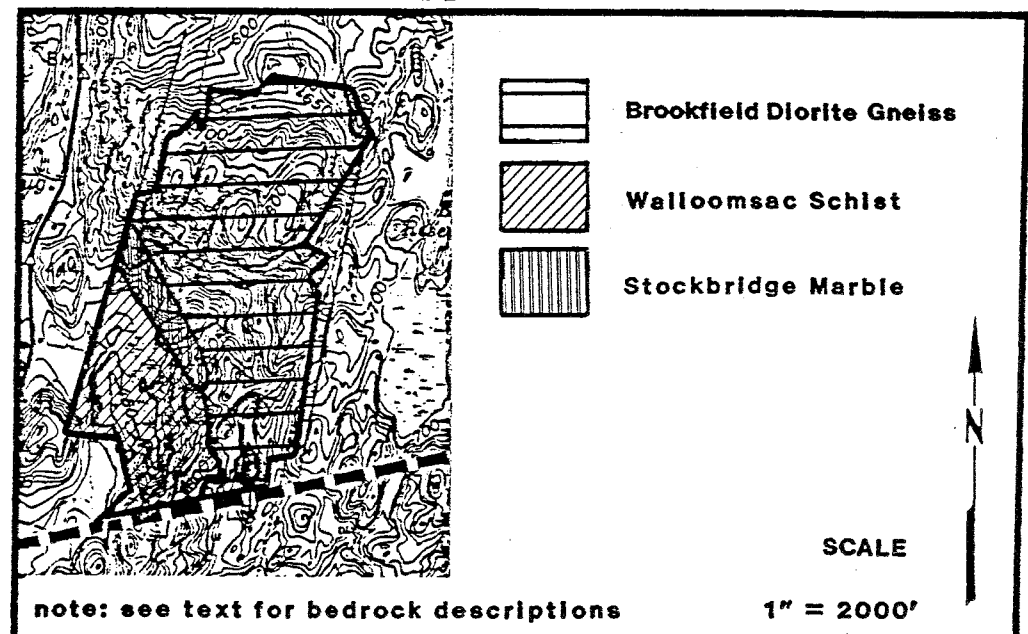 Brookfield Diorite Gneiss
Walloomsac Schist
Stockbridge Marble
N
SCALE
note: see text for bedrock descriptions
1" = 2000'